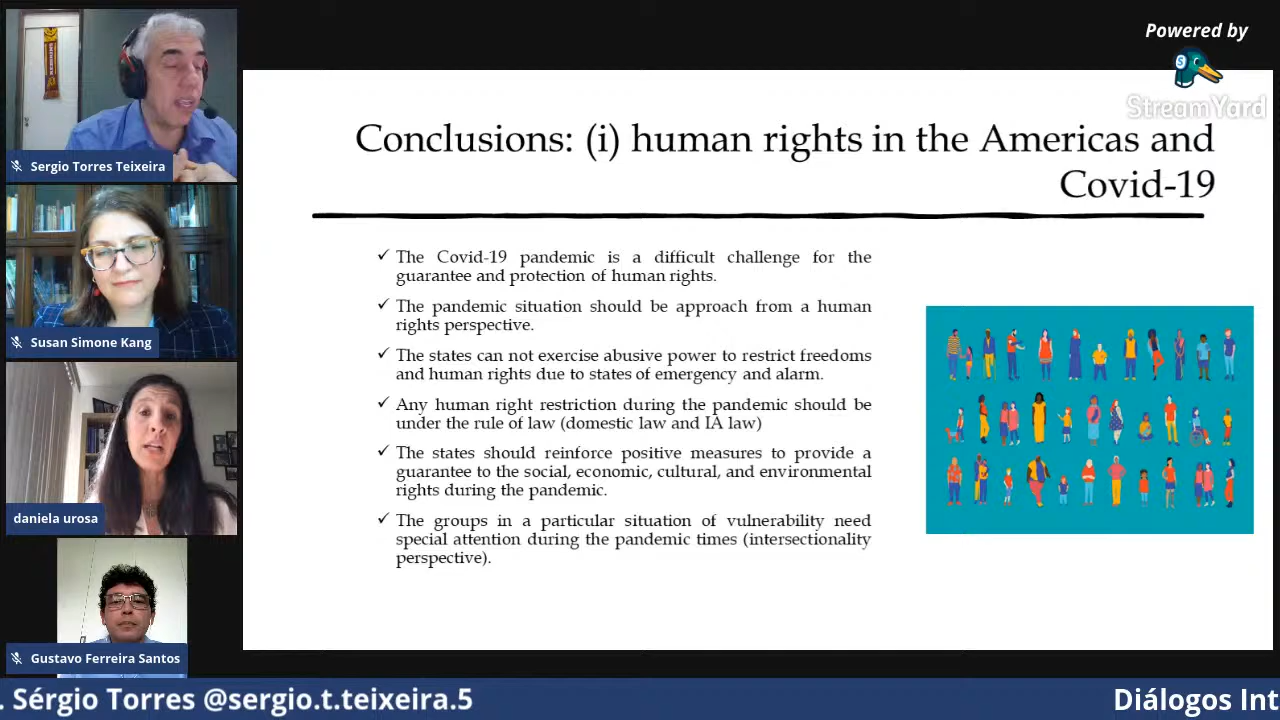 Powered by
StreamYard
Conclusions: (i) human rights in the Americas and
Covid-19
✓ The Covid-19 pandemic is a difficult challenge for the
guarantee and protection of human rights.
✓ The pandemic situation should be approach from a human
rights perspective.
✓ The states can not exercise abusive power to restrict freedoms
and human rights due to states of emergency and alarm.
✓ Any human right restriction during the pandemic should be
under the rule of law (domestic law and IA law)
✓ The states should reinforce positive measures to provide a
guarantee to the social, economic, cultural, and environmental
rights during the pandemic.
✓ The groups in a particular situation of vulnerability need
special attention during the pandemic times (intersectionality
perspective).
Sergio Torres Teixeira
Susan Simone Kang
daniela urosa
Gustavo Ferreira Santos
. Sérgio Torres @sergio.t.teixeira.5
Diálogos Int